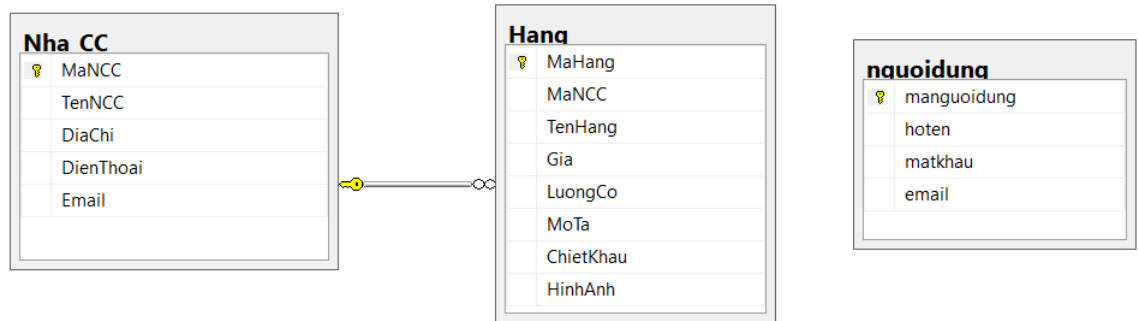 Nha_CC
MaNCC
TenNCC
DiaChi
DienThoai
Email
Hang
MaHang
MaNCC
TenHang
Gia
LuongCo
MoTa
ChietKhau
HinhAnh
nguoidung
manguoidung
hoten
matkhau
email